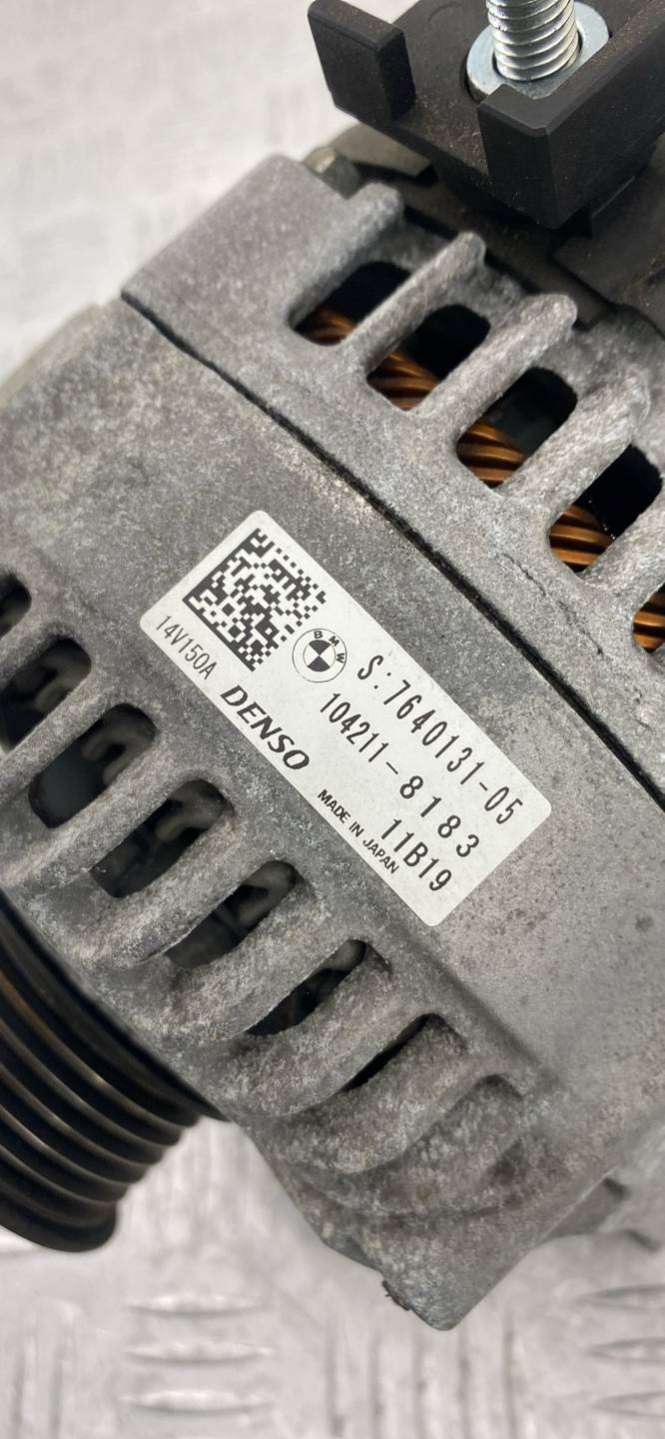 BMW
S:7640131-05
104211-8183
11B19
14V150A
DENSO
MADE IN JAPAN